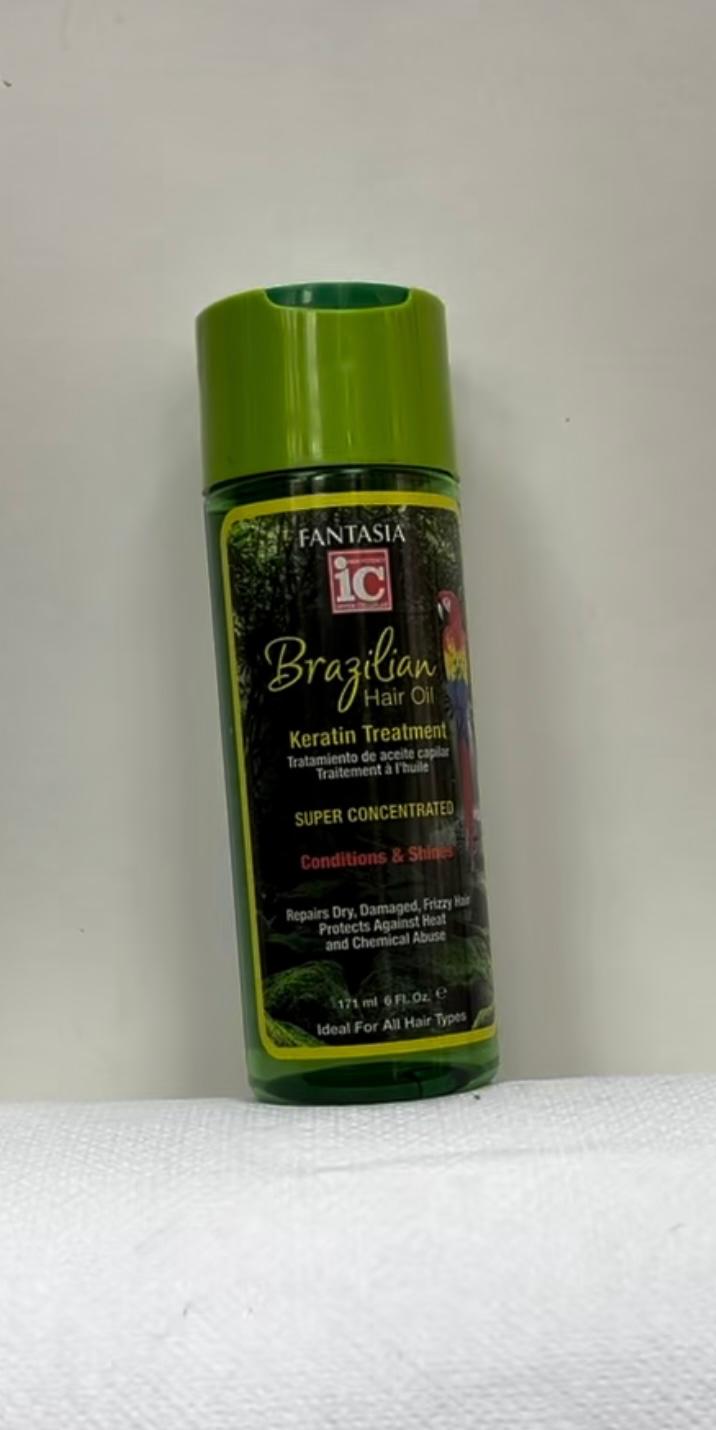 FANTASIA
ic
Brazilian
Hair Oil
Keratin Treatment
Tratamiento de aceite capilar
Traitement à l'huile
SUPER CONCENTRATED
Conditions & Shines
Repairs Dry, Damaged, Frizzy Hair
Protects Against Heat
and Chemical Abuse
171 ml 6 Fl. Oz. ℮
Ideal For All Hair Types